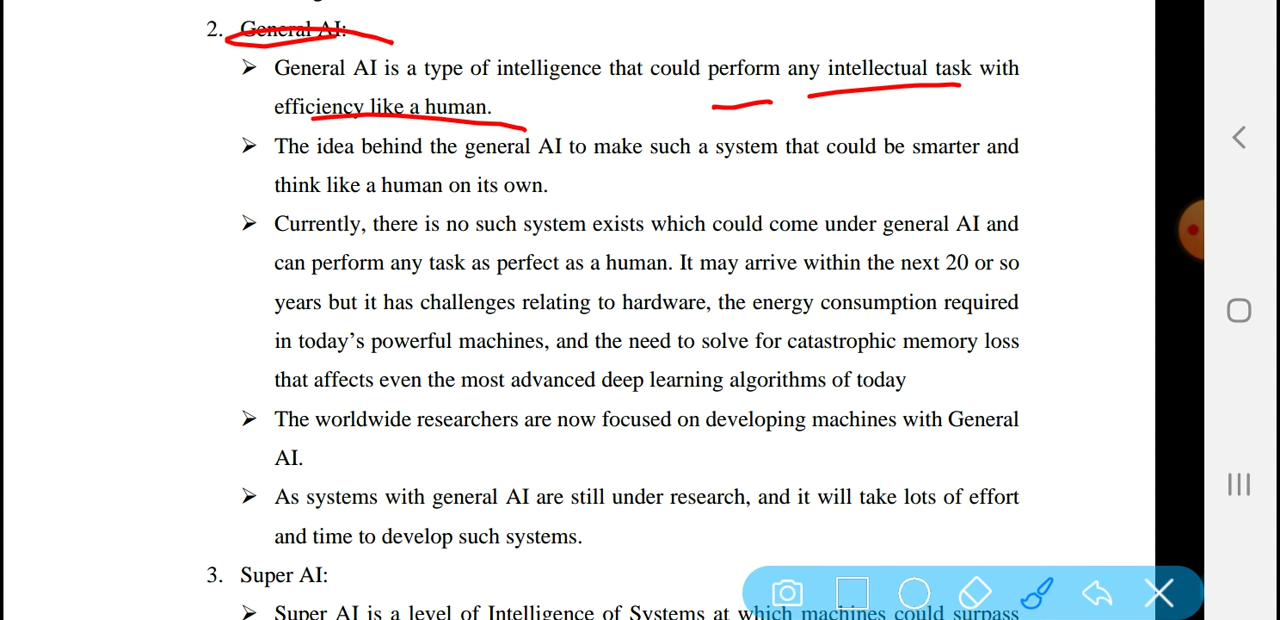 2. General AI:
➢ General AI is a type of intelligence that could perform any intellectual task with
efficiency like a human.
➢ The idea behind the general AI to make such a system that could be smarter and
think like a human on its own.
➢ Currently, there is no such system exists which could come under general AI and
can perform any task as perfect as a human. It may arrive within the next 20 or so
years but it has challenges relating to hardware, the energy consumption required
in today’s powerful machines, and the need to solve for catastrophic memory loss
that affects even the most advanced deep learning algorithms of today
➢ The worldwide researchers are now focused on developing machines with General
AI.
➢ As systems with general AI are still under research, and it will take lots of effort
and time to develop such systems.
3. Super AI:
➢ Super AI is a level of Intelligence of Systems at which machines could surpass